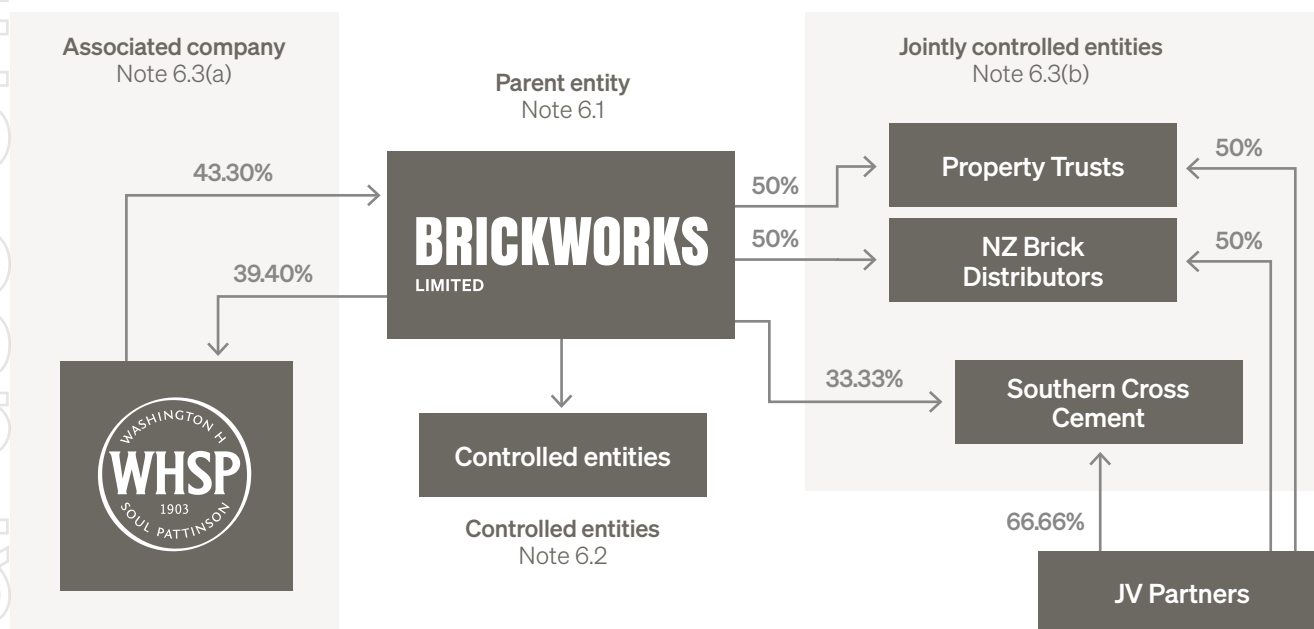 Associated company
Note 6.3(a)
43.30%
39.40%
WASHINGTON H
WHSP
1903
SOUL PATTINSON
Parent entity
Note 6.1
BRICKWORKS
LIMITED
Controlled entities
Controlled entities
Note 6.2
Jointly controlled entities
Note 6.3(b)
50%
Property Trusts
50%
50%
NZ Brick
Distributors
50%
33.33%
Southern Cross
Cement
66.66%
JV Partners